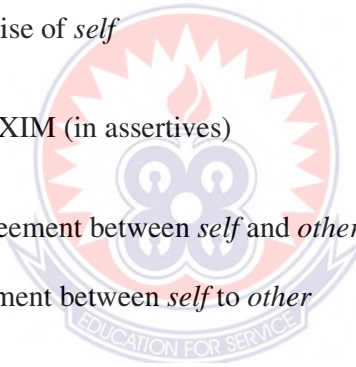 ise of self
XIM (in assertives)
eement between self and other
ment between self to other
EDUCATION FOR SERVICE